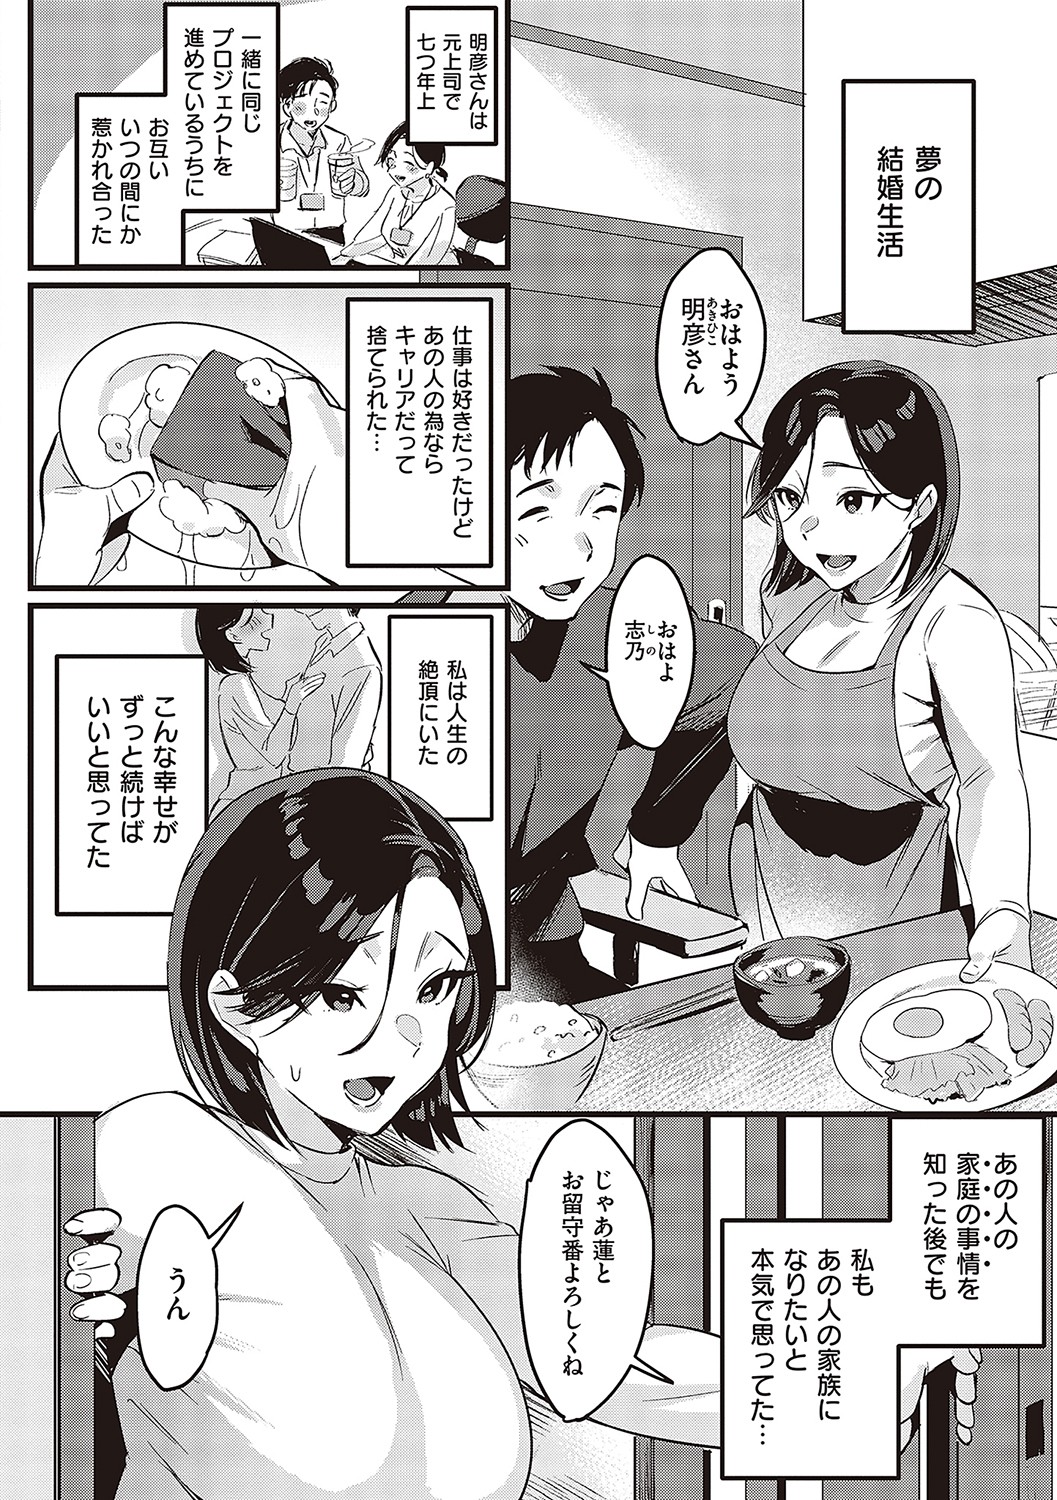 夢の
結婚生活
おはよう
明彦さん
あきひこ
おはよ
志乃
しの
明彦さんは
元上司で
七つ年上
一緒に同じ
プロジェクトを
進めているうちに
お互い
いつの間にか
惹かれ合った
仕事は好きだったけど
あの人の為なら
キャリアだって
捨てられた…
私は人生の
絶頂にいた
こんな幸せが
ずっと続けば
いいと思ってた
あの人の
家庭の事情を
知った後でも
私も
あの人の家族に
なりたいと
本気で思ってた…
じゃあ蓮と
お留守番よろしくね
うん